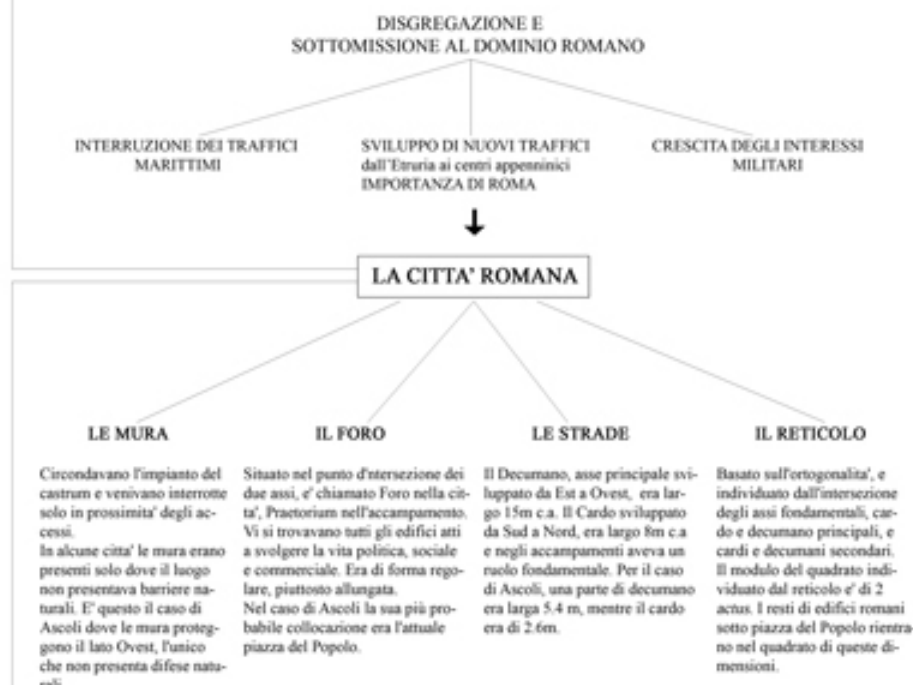 DISGREGAZIONE E
SOTTOMISSIONE AL DOMINIO ROMANO
INTERRUZIONE DEI TRAFFICI
MARITTIMI
SVILUPPO DI NUOVI TRAFFICI
dall'Etruria ai centri appenninici
IMPORTANZA DI ROMA
CRESCITA DEGLI INTERESSI
MILITARI
LA CITTA' ROMANA
LE MURA
Circondavano l'impianto del
castrum e venivano interrotte
solo in prossimita' degli ac-
cessi.
In alcune citta' le mura erano
presenti solo dove il luogo
non presentava barriere na-
turali. E' questo il caso di
Ascoli dove le mura proteg-
gono il lato Ovest, l'unico
che non presenta difese natu-
rali.
IL FORO
Situato nel punto d'ntersezione dei
due assi, e' chiamato Foro nella cit-
ta', Praetorium nell'accampamento.
Vi si trovavano tutti gli edifici atti
a svolgere la vita politica, sociale
e commerciale. Era di forma rego-
lare, piuttosto allungata.
Nel caso di Ascoli la sua più pro-
babile collocazione era l'attuale
piazza del Popolo.
LE STRADE
Il Decumano, asse principale svi-
luppato da Est a Ovest, era lar-
go 15m c.a. Il Cardo sviluppato
da Sud a Nord, era largo 8m c.a
e negli accampamenti aveva un
ruolo fondamentale. Per il caso
di Ascoli, una parte di decumano
era larga 5.4 m, mentre il cardo
era di 2.6m.
IL RETICOLO
Basato sull'ortogonalita', e
individuato dall'intersezione
degli assi fondamentali, car-
do e decumano principali, e
cardi e decumani secondari.
Il modulo del quadrato indi-
viduato dal reticolo e' di 2
actus. I resti di edifici romani
sotto piazza del Popolo rientra-
no nel quadrato di queste di-
mensioni.